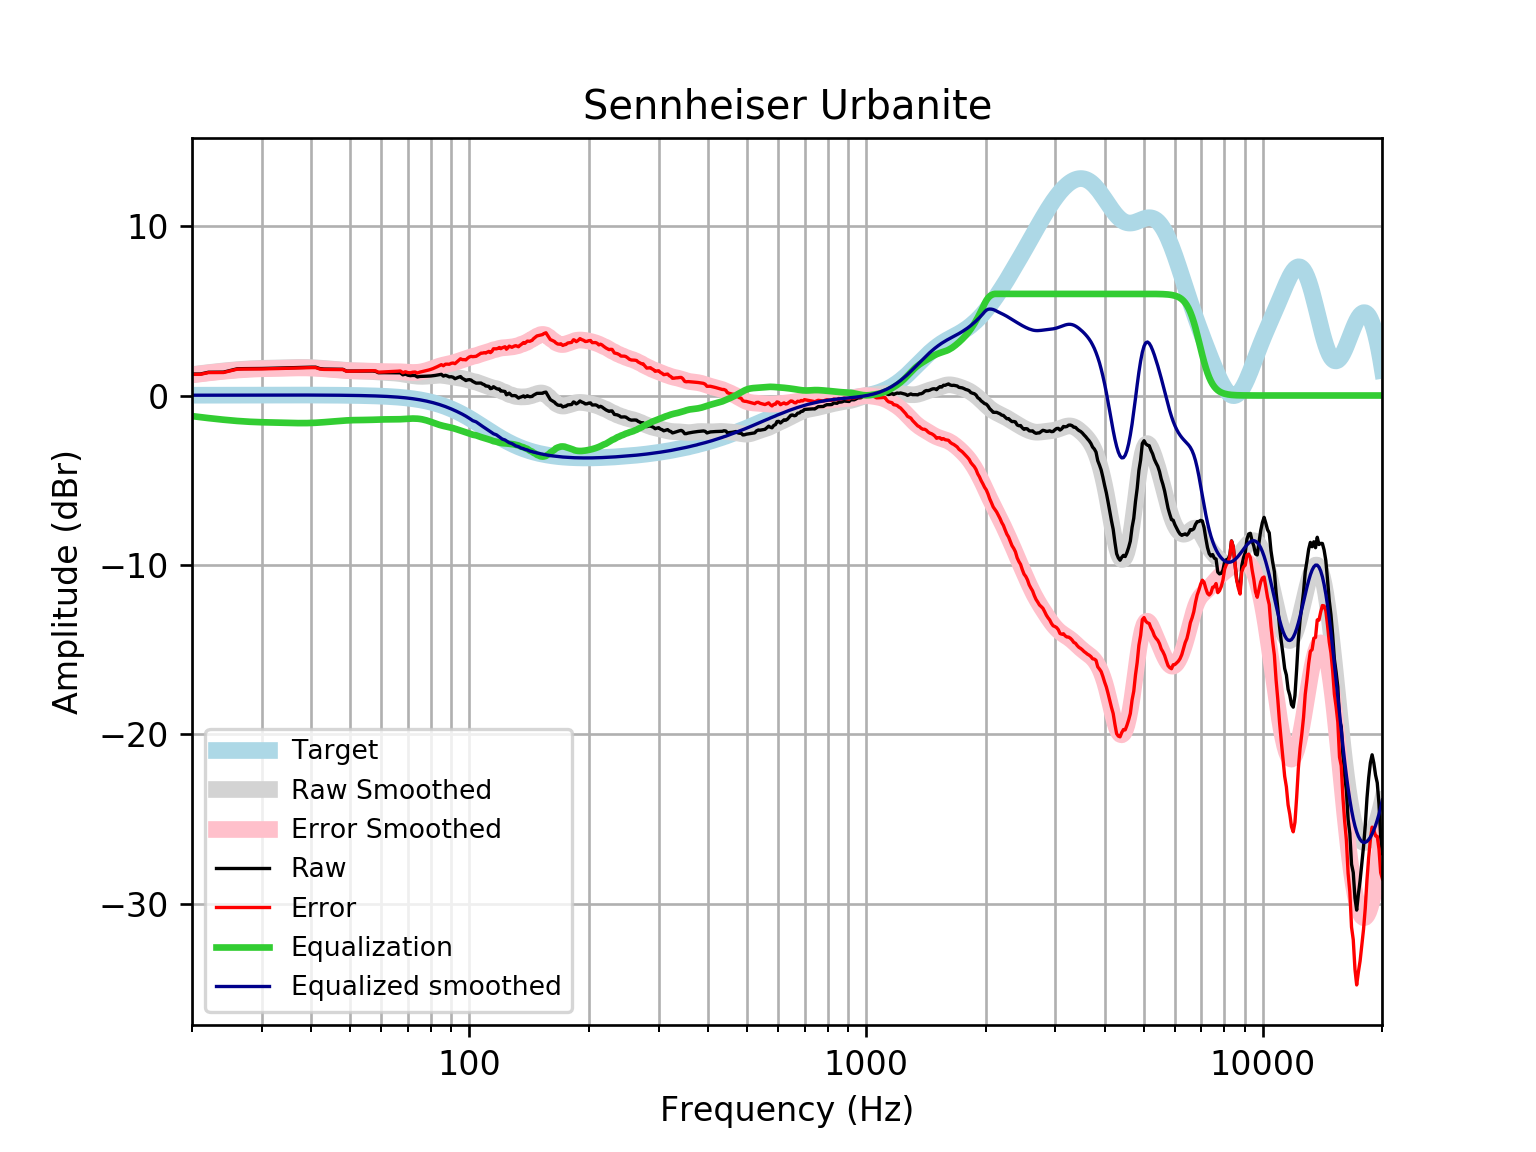 Sennheiser Urbanite
Amplitude (dBr)
10
0
−10
−20
−30
Target
Raw Smoothed
Error Smoothed
Raw
Error
Equalization
Equalized smoothed
100
1000
10000
Frequency (Hz)